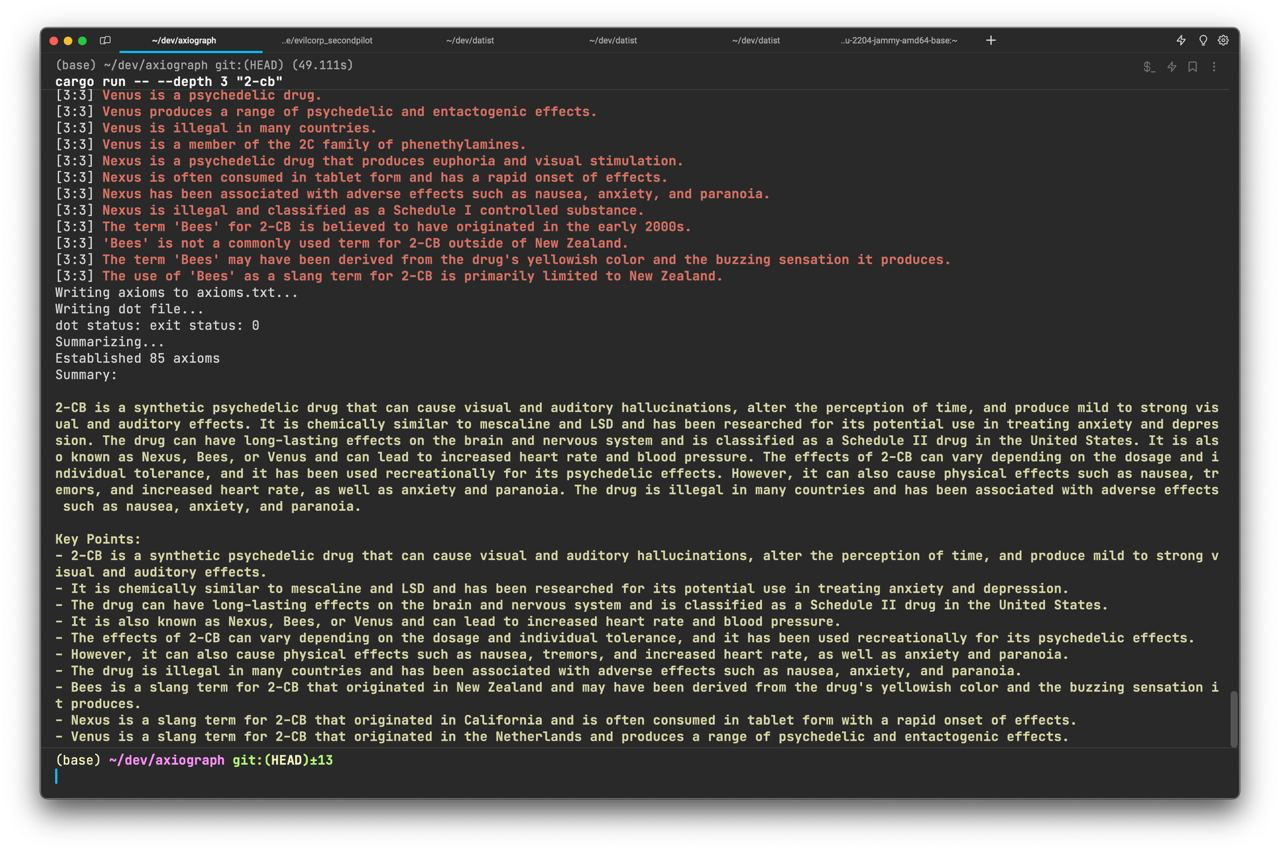 ~/dev/axiograph
..e/evilcorp_secondpilot
~/dev/datist
~/dev/datist
~/dev/datist
..u-2204-jammy-amd64-base:~
(base) ~/dev/axiograph git:(HEAD) (49.111s)
cargo run -- --depth 3 "2-cb"
[3:3] Venus is a psychedelic drug.
[3:3] Venus produces a range of psychedelic and entactogenic effects.
[3:3] Venus is illegal in many countries.
[3:3] Venus is a member of the 2C family of phenethylamines.
[3:3] Nexus is a psychedelic drug that produces euphoria and visual stimulation.
[3:3] Nexus is often consumed in tablet form and has a rapid onset of effects.
[3:3] Nexus has been associated with adverse effects such as nausea, anxiety, and paranoia.
[3:3] Nexus is illegal and classified as a Schedule I controlled substance.
[3:3] The term 'Bees' for 2-CB is believed to have originated in the early 2000s.
[3:3] 'Bees' is not a commonly used term for 2-CB outside of New Zealand.
[3:3] The term 'Bees' may have been derived from the drug's yellowish color and the buzzing sensation it produces.
[3:3] The use of 'Bees' as a slang term for 2-CB is primarily limited to New Zealand.
Writing axioms to axioms.txt...
Writing dot file...
dot status: exit status: 0
Summarizing...
Established 85 axioms
Summary:
2-CB is a synthetic psychedelic drug that can cause visual and auditory hallucinations, alter the perception of time, and produce mild to strong vis
ual and auditory effects. It is chemically similar to mescaline and LSD and has been researched for its potential use in treating anxiety and depres
sion. The drug can have long-lasting effects on the brain and nervous system and is classified as a Schedule II drug in the United States. It is als
o known as Nexus, Bees, or Venus and can lead to increased heart rate and blood pressure. The effects of 2-CB can vary depending on the dosage and i
ndividual tolerance, and it has been used recreationally for its psychedelic effects. However, it can also cause physical effects such as nausea, tr
emors, and increased heart rate, as well as anxiety and paranoia. The drug is illegal in many countries and has been associated with adverse effects
such as nausea, anxiety, and paranoia.
Key Points:
- 2-CB is a synthetic psychedelic drug that can cause visual and auditory hallucinations, alter the perception of time, and produce mild to strong v
isual and auditory effects.
- It is chemically similar to mescaline and LSD and has been researched for its potential use in treating anxiety and depression.
- The drug can have long-lasting effects on the brain and nervous system and is classified as a Schedule II drug in the United States.
- It is also known as Nexus, Bees, or Venus and can lead to increased heart rate and blood pressure.
- The effects of 2-CB can vary depending on the dosage and individual tolerance, and it has been used recreationally for its psychedelic effects.
- However, it can also cause physical effects such as nausea, tremors, and increased heart rate, as well as anxiety and paranoia.
- The drug is illegal in many countries and has been associated with adverse effects such as nausea, anxiety, and paranoia.
- Bees is a slang term for 2-CB that originated in New Zealand and may have been derived from the drug's yellowish color and the buzzing sensation i
t produces.
- Nexus is a slang term for 2-CB that originated in California and is often consumed in tablet form with a rapid onset of effects.
- Venus is a slang term for 2-CB that originated in the Netherlands and produces a range of psychedelic and entactogenic effects.
(base) ~/dev/axiograph git:(HEAD)±13